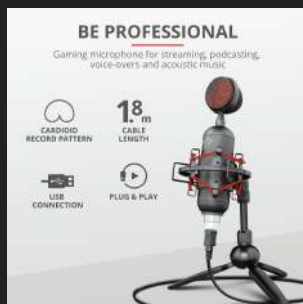 BE PROFESSIONAL
Gaming microphone for streaming, podcasting,
voice-overs and acoustic music
CARDIOID
RECORD PATTERN
1.8 m
CABLE
LENGTH
USB
CONNECTION
PLUG & PLAY